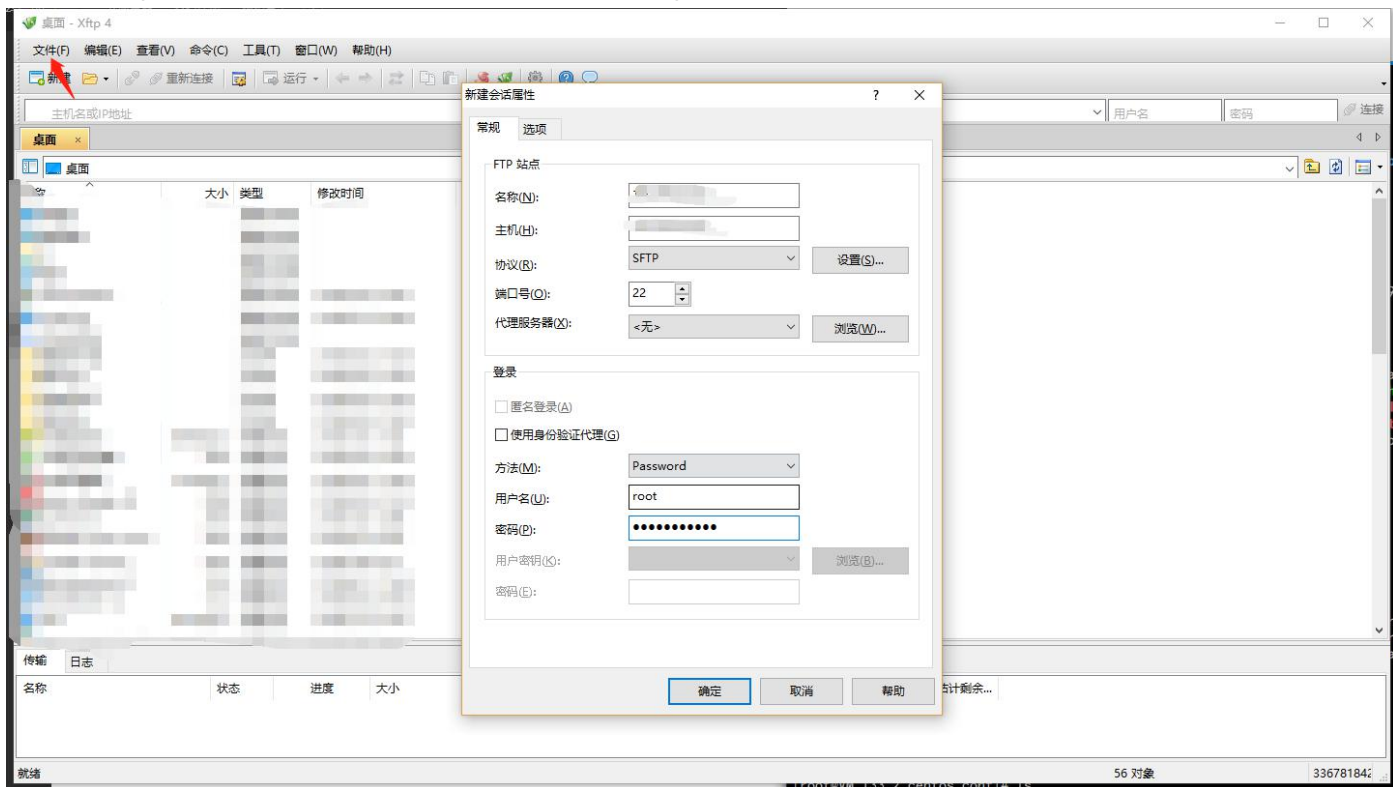 桌面 - Xftp 4
文件(F) 编辑(E) 查看(V) 命令(C) 工具(T) 窗口(W) 帮助(H)
新建 重新连接 运行
主机名或IP地址 用户名 密码 连接
桌面
桌面
大小 类型 修改时间
新建会话属性
常规 选项
FTP 站点
名称(N):
主机(H):
协议(R): SFTP 设置(S)...
端口号(O): 22
代理服务器(X): <无> 浏览(W)...
登录
匿名登录(A)
使用身份验证代理(G)
方法(M): Password
用户名(U): root
密码(P): ●●●●●●●●●●●
用户密钥(K): 浏览(B)...
密码(E):
确定 取消 帮助
传输 日志
名称 状态 进度 大小 估计剩余...
就绪 56 对象 336781842